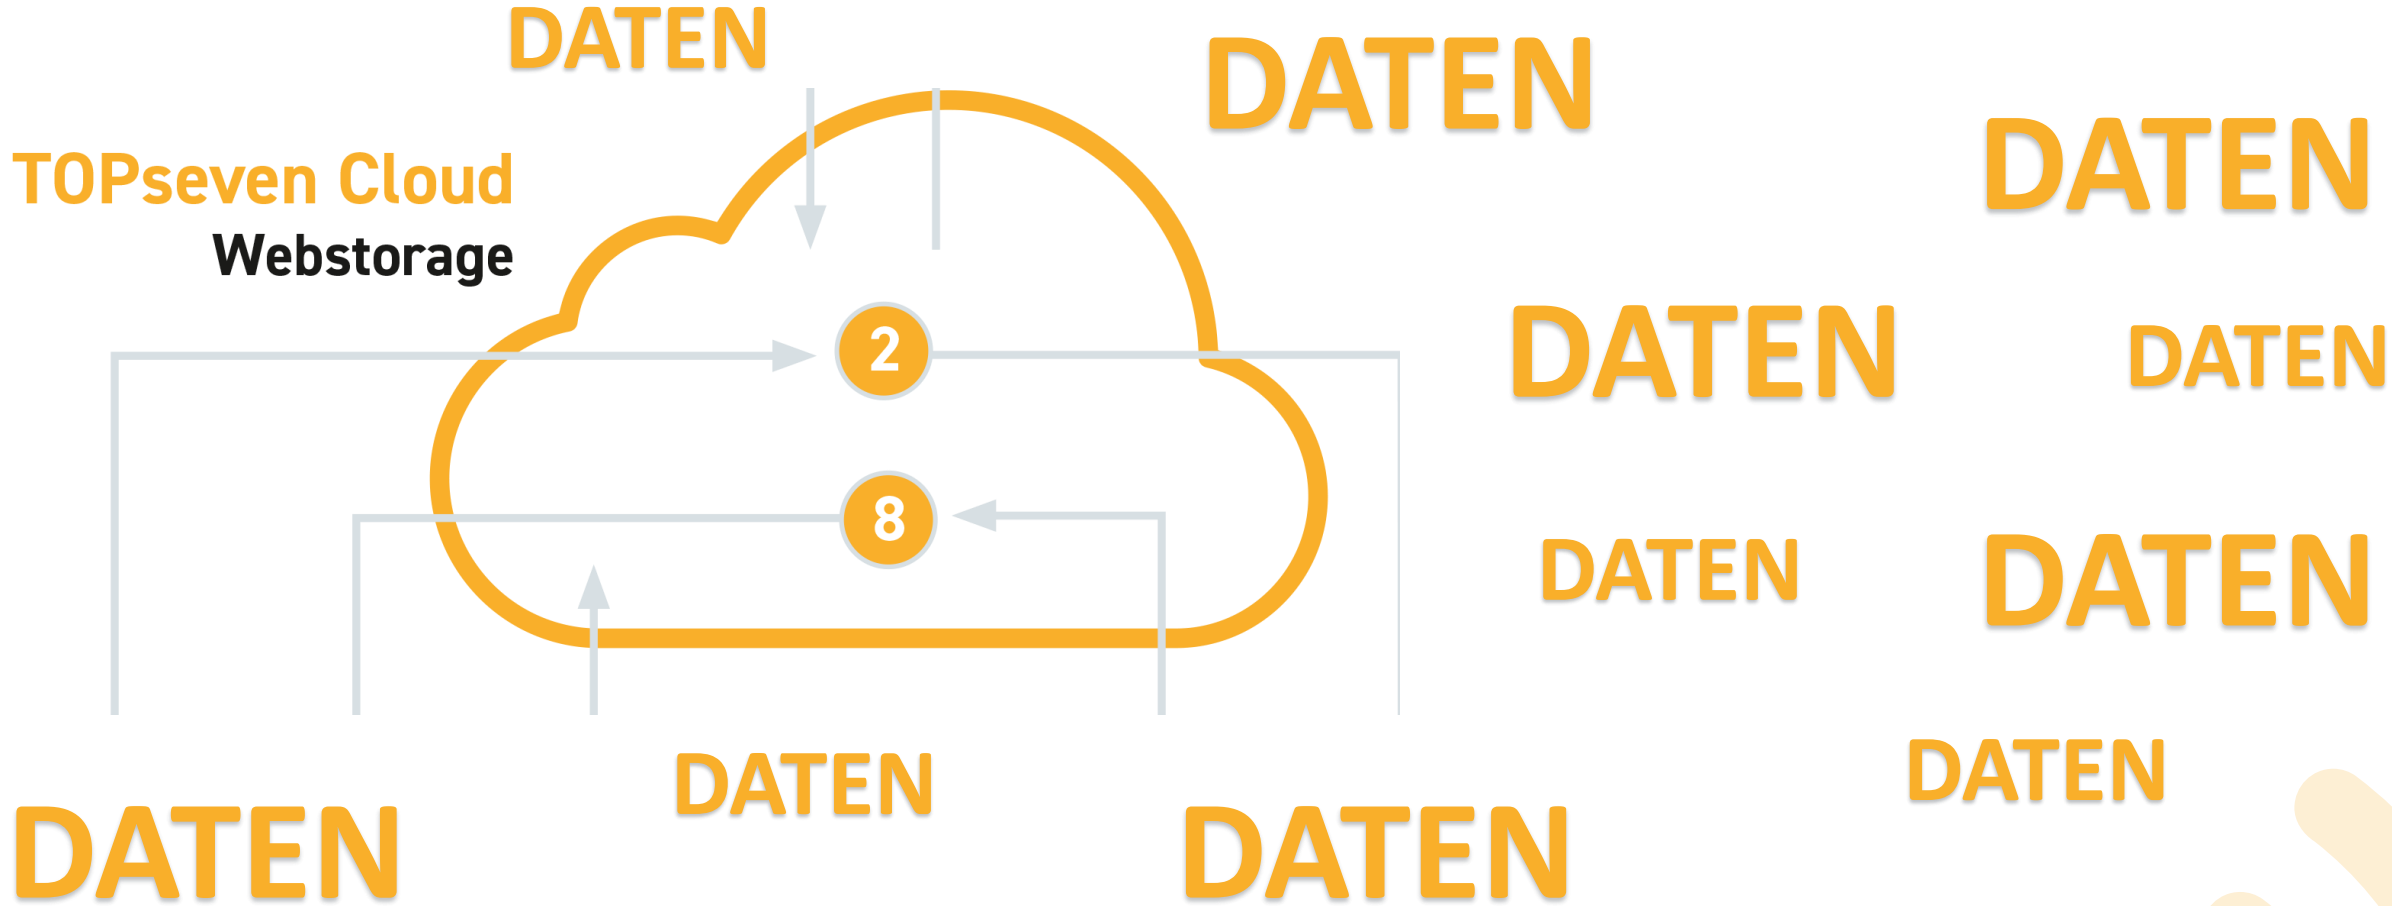 DATEN
DATEN
DATEN
TOPseven Cloud
Webstorage
DATEN
DATEN
2
8
DATEN
DATEN
DATEN
DATEN
DATEN
DATEN